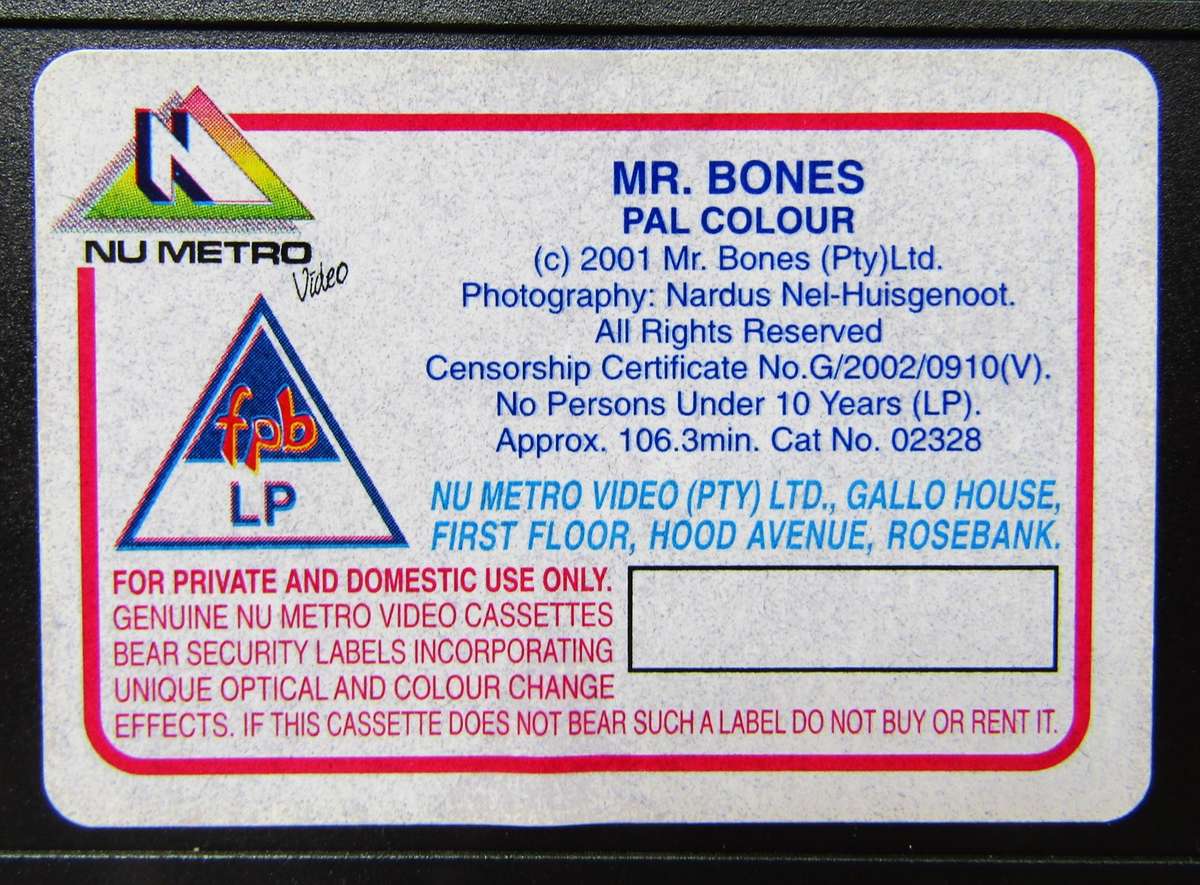 N
NU METRO
Video
MR. BONES
PAL COLOUR
(c) 2001 Mr. Bones (Pty)Ltd.
Photography: Nardus Nel-Huisgenoot.
All Rights Reserved
Censorship Certificate No.G/2002/0910(V).
No Persons Under 10 Years (LP).
Approx. 106.3min. Cat No. 02328
fpb
LP
NU METRO VIDEO (PTY) LTD., GALLO HOUSE,
FIRST FLOOR, HOOD AVENUE, ROSEBANK.
FOR PRIVATE AND DOMESTIC USE ONLY.
GENUINE NU METRO VIDEO CASSETTES
BEAR SECURITY LABELS INCORPORATING
UNIQUE OPTICAL AND COLOUR CHANGE
EFFECTS. IF THIS CASSETTE DOES NOT BEAR SUCH A LABEL DO NOT BUY OR RENT IT.